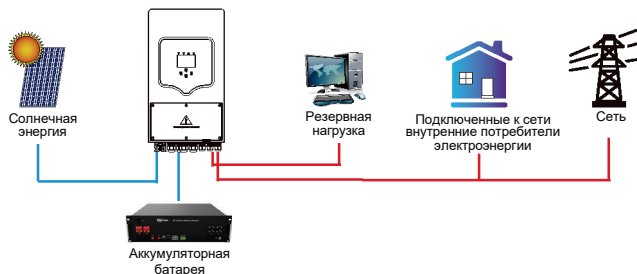 Солнечная
энергия
Резервная
нагрузка
Подключенные к сети
внутренние потребители
электроэнергии
Сеть
Аккумуляторная
батарея